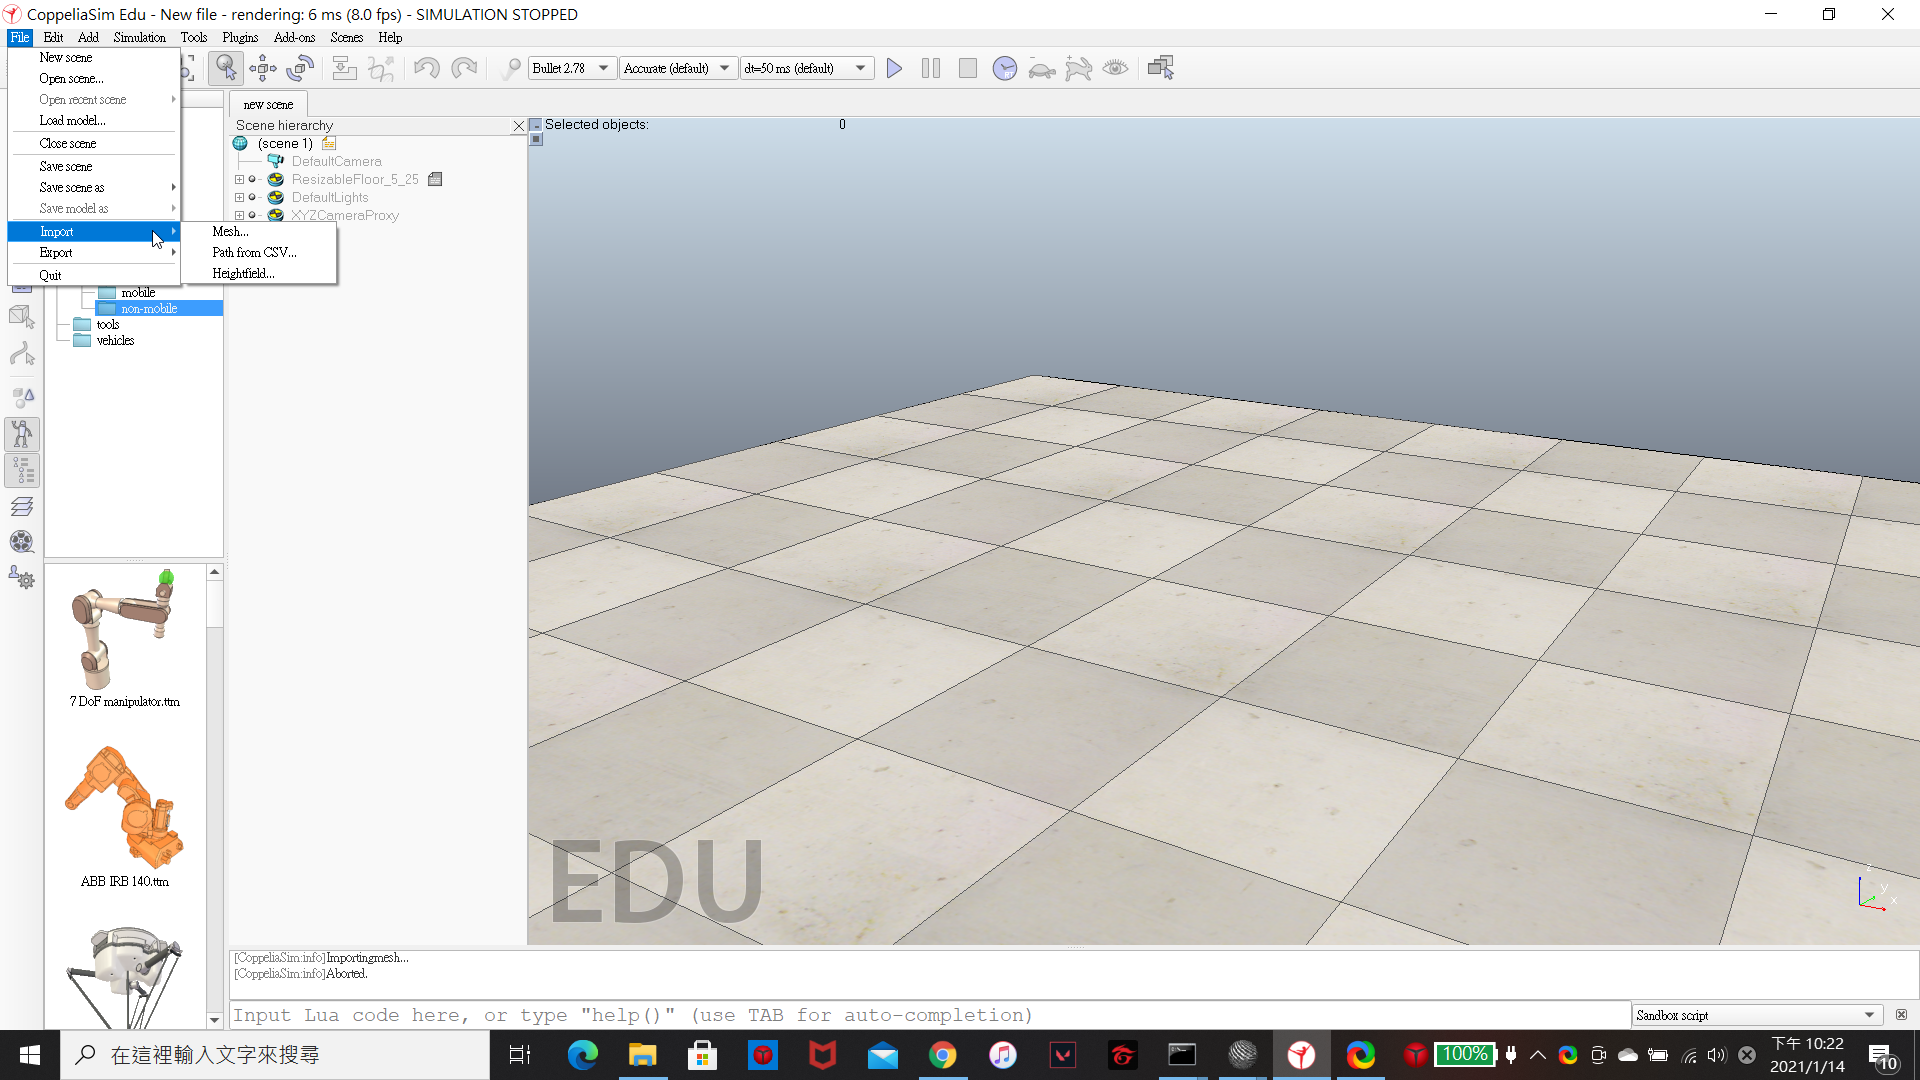 CoppeliaSim Edu - New file - rendering: 6 ms (8.0 fps) - SIMULATION STOPPED
File Edit Add Simulation Tools Plugins Add-ons Scenes Help
New scene
Open scene...
Open recent scene
Load model...
Close scene
Save scene
Save scene as
Save model as
Import
Export
Quit
Mesh...
Path from CSV...
Heightfield...
Bullet 2.78
Accurate (default)
dt=50 ms (default)
new scene
Scene hierarchy
(scene 1)
DefaultCamera
ResizableFloor_5_25
DefaultLights
XYZCameraProxy
Selected objects: 0
mobile
non-mobile
tools
vehicles
7 DoF manipulator.ttm
ABB IRB 140.ttm
EDU
z
y
x
[CoppeliaSim:info]Importingmesh...
[CoppeliaSim:info]Aborted.
Input Lua code here, or type "help()" (use TAB for auto-completion)
Sandbox script
在這裡輸入文字來搜尋
100%
下午 10:22
2021/1/14
10